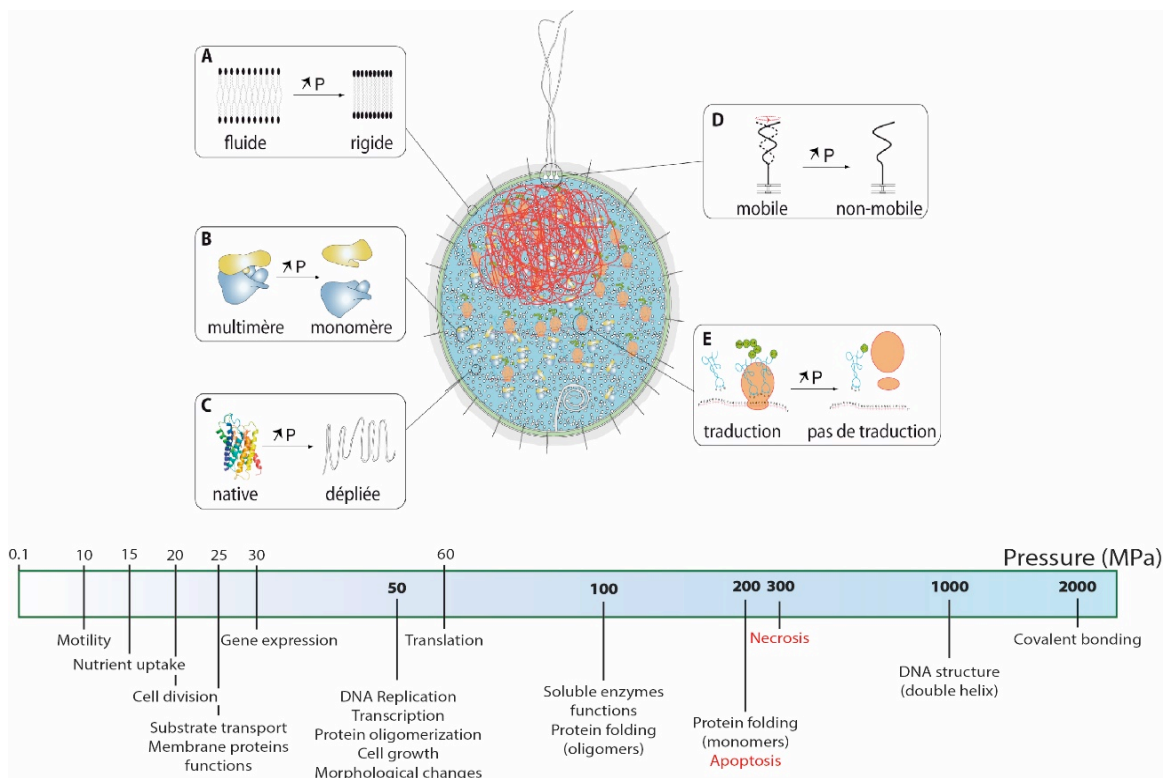 A
↗P
fluide
rigide
B
↗P
multimère
monomère
C
↗P
native
dépliée
D
↗P
mobile
non-mobile
E
↗P
traduction
pas de traduction
Pressure (MPa)
0.1
10
15
20
25
30
50
60
100
200
300
1000
2000
Motility
Nutrient uptake
Cell division
Substrate transport
Membrane proteins
functions
Gene expression
DNA Replication
Transcription
Protein oligomerization
Cell growth
Morphological changes
Translation
Soluble enzymes
functions
Protein folding
(oligomers)
Protein folding
(monomers)
Apoptosis
Necrosis
DNA structure
(double helix)
Covalent bonding